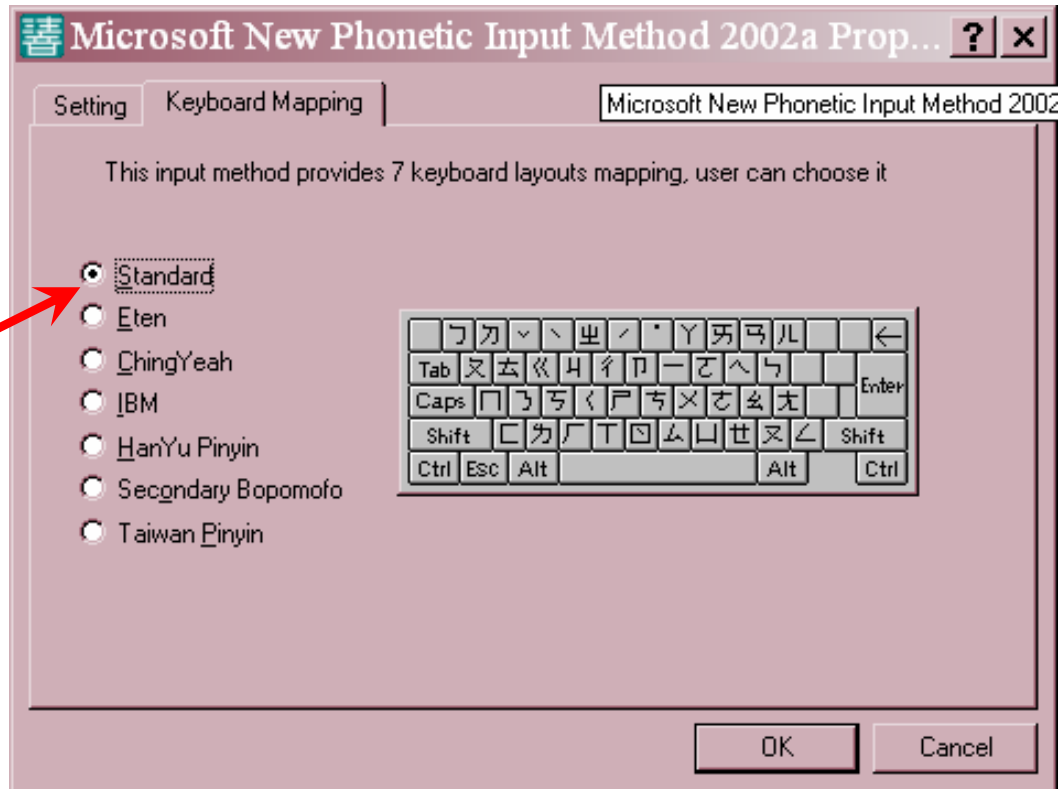 Microsoft New Phonetic Input Method 2002a Prop... ? ×
Setting Keyboard Mapping
Microsoft New Phonetic Input Method 2002
This input method provides 7 keyboard layouts mapping, user can choose it
Standard
Eten
ChingYeah
IBM
HanYu Pinyin
Secondary Bopomofo
Taiwan Pinyin
ㄅ ㄉ ˇ ˋ ㄓ ˊ ˙ ㄚ ㄞ ㄢ ㄦ ←
Tab ㄆ ㄊ ㄍ ㄐ ㄔ ㄗ ㄧ ㄛ ㄟ ㄣ Enter
Caps ㄇ ㄋ ㄎ ㄑ ㄕ ㄘ ㄨ ㄜ ㄠ ㄤ
Shift ㄈ ㄌ ㄏ ㄒ ㄖ ㄙ ㄩ ㄝ ㄡ ㄥ Shift
Ctrl Esc Alt Alt Ctrl
OK Cancel